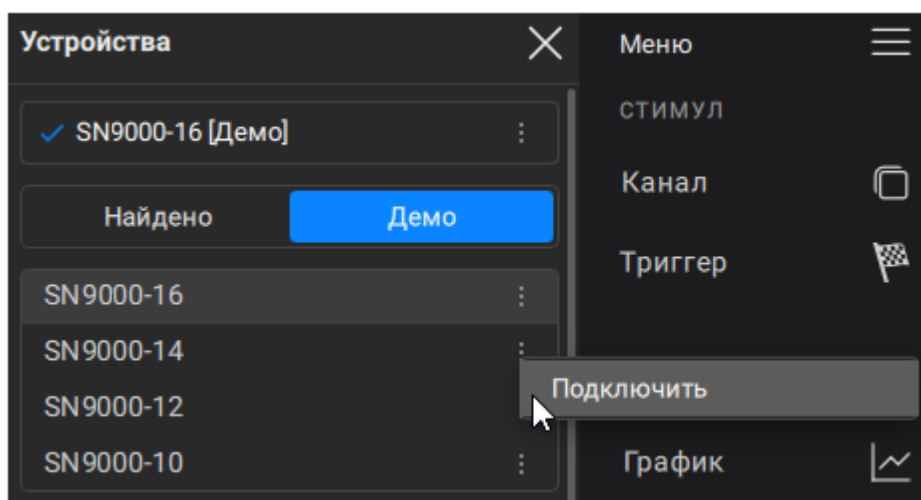 Устройства
SN9000-16 [Демо]
Найдено Демо
SN9000-16
SN9000-14
SN9000-12
SN9000-10
Подключить
Меню
СТИМУЛ
Канал
Триггер
График